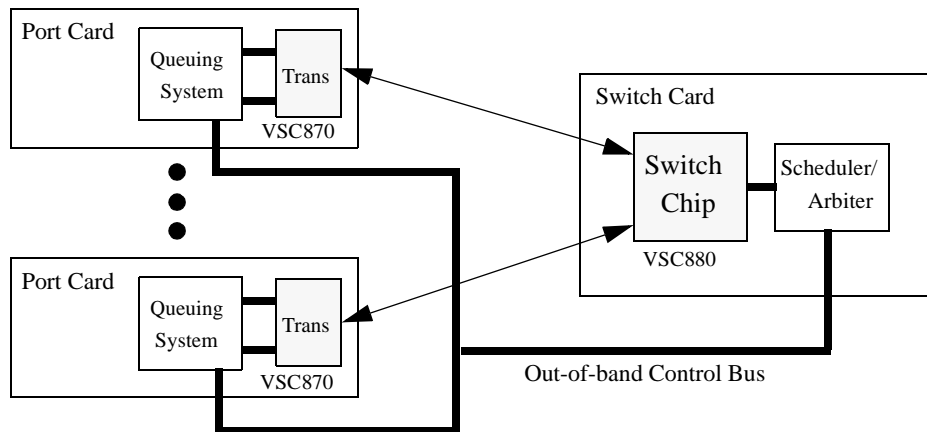 Port Card
Queuing
System
Trans
VSC870
Switch Card
Switch
Chip
VSC880
Scheduler/
Arbiter
Port Card
Queuing
System
Trans
VSC870
Out-of-band Control Bus